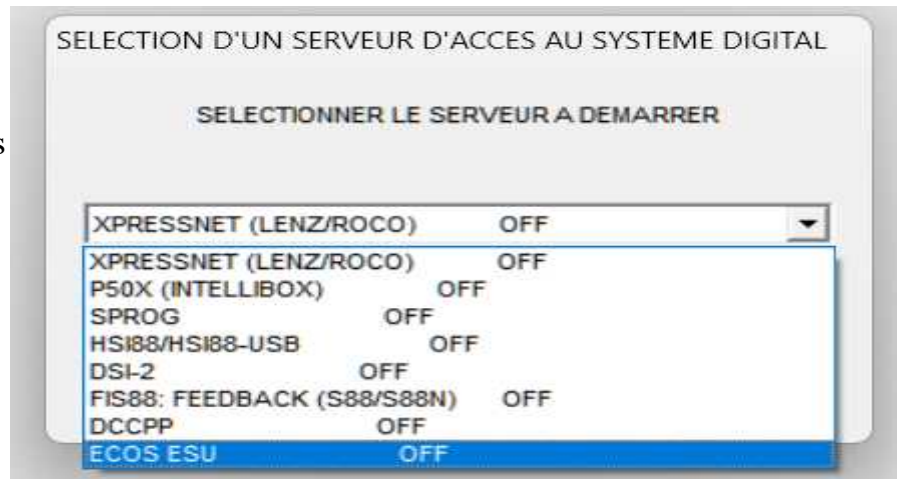 SELECTION D'UN SERVEUR D'ACCES AU SYSTEME DIGITAL
SELECTIONNER LE SERVEUR A DEMARRER
s
XPRESSNET (LENZ/ROCO) OFF
XPRESSNET (LENZ/ROCO) OFF
P50X (INTELLIBOX) OFF
SPROG OFF
HSI88/HSI88-USB OFF
DSI-2 OFF
FIS88: FEEDBACK (S88/S88N) OFF
DCCPP OFF
ECOS ESU OFF